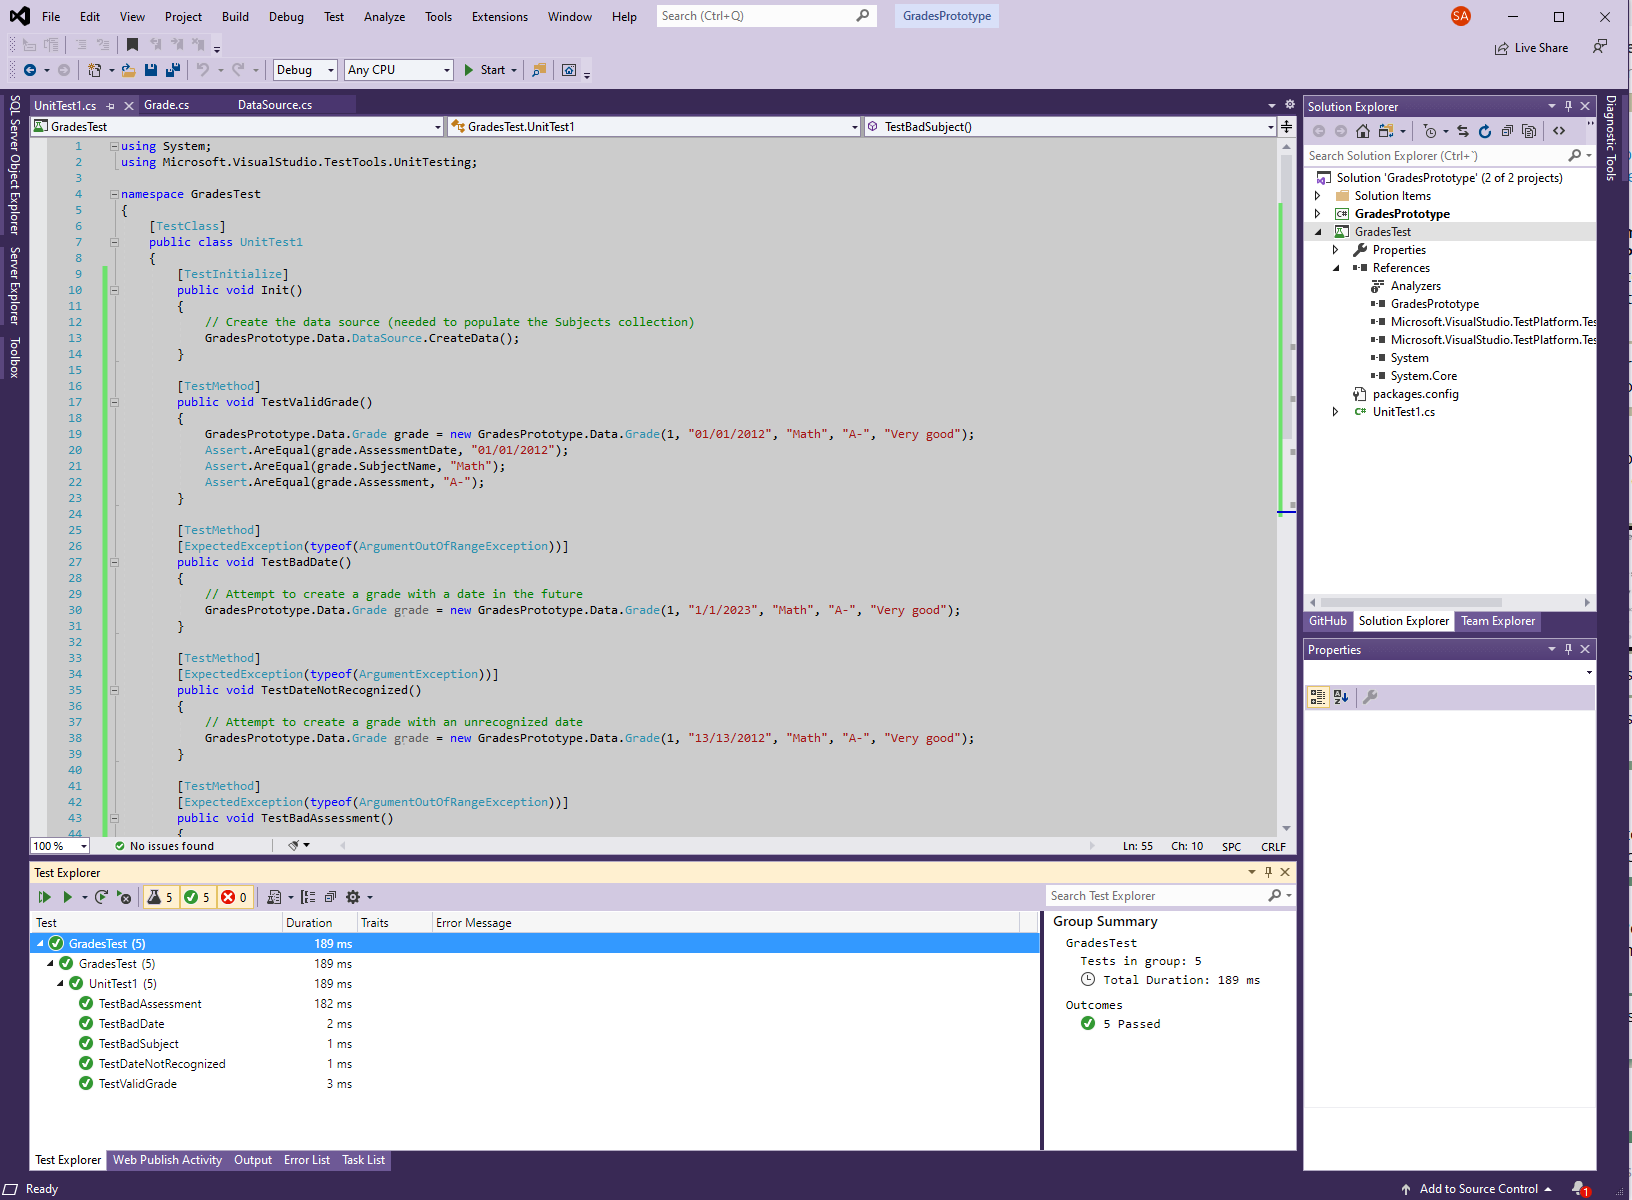 File Edit View Project Build Debug Test Analyze Tools Extensions Window Help Search (Ctrl+Q) GradesPrototype SA
Live Share
Debug Any CPU Start
SQL Server Object Explorer
Server Explorer
Toolbox
UnitTest1.cs Grade.cs DataSource.cs
GradesTest GradesTest.UnitTest1 TestBadSubject()
1 using System;
2 using Microsoft.VisualStudio.TestTools.UnitTesting;
3
4 namespace GradesTest
5 {
6 [TestClass]
7 public class UnitTest1
8 {
9 [TestInitialize]
10 public void Init()
11 {
12 // Create the data source (needed to populate the Subjects collection)
13 GradesPrototype.Data.DataSource.CreateData();
14 }
15
16 [TestMethod]
17 public void TestValidGrade()
18 {
19 GradesPrototype.Data.Grade grade = new GradesPrototype.Data.Grade(1, "01/01/2012", "Math", "A-", "Very good");
20 Assert.AreEqual(grade.AssessmentDate, "01/01/2012");
21 Assert.AreEqual(grade.SubjectName, "Math");
22 Assert.AreEqual(grade.Assessment, "A-");
23 }
24
25 [TestMethod]
26 [ExpectedException(typeof(ArgumentOutOfRangeException))]
27 public void TestBadDate()
28 {
29 // Attempt to create a grade with a date in the future
30 GradesPrototype.Data.Grade grade = new GradesPrototype.Data.Grade(1, "1/1/2023", "Math", "A-", "Very good");
31 }
32
33 [TestMethod]
34 [ExpectedException(typeof(ArgumentException))]
35 public void TestDateNotRecognized()
36 {
37 // Attempt to create a grade with an unrecognized date
38 GradesPrototype.Data.Grade grade = new GradesPrototype.Data.Grade(1, "13/13/2012", "Math", "A-", "Very good");
39 }
40
41 [TestMethod]
42 [ExpectedException(typeof(ArgumentOutOfRangeException))]
43 public void TestBadAssessment()
44 {
100 % No issues found Ln: 55 Ch: 10 SPC CRLF
Test Explorer
5 5 0 Search Test Explorer
Test Duration Traits Error Message
GradesTest (5) 189 ms
GradesTest (5) 189 ms
UnitTest1 (5) 189 ms
TestBadAssessment 182 ms
TestBadDate 2 ms
TestBadSubject 1 ms
TestDateNotRecognized 1 ms
TestValidGrade 3 ms
Group Summary
GradesTest
Tests in group: 5
Total Duration: 189 ms
Outcomes
5 Passed
Test Explorer Web Publish Activity Output Error List Task List
Solution Explorer
Search Solution Explorer (Ctrl+`)
Solution 'GradesPrototype' (2 of 2 projects)
Solution Items
GradesPrototype
GradesTest
Properties
References
Analyzers
GradesPrototype
Microsoft.VisualStudio.TestPlatform.Tes
Microsoft.VisualStudio.TestPlatform.Tes
System
System.Core
packages.config
UnitTest1.cs
GitHub Solution Explorer Team Explorer
Properties
Diagnostic Tools
Ready Add to Source Control 1